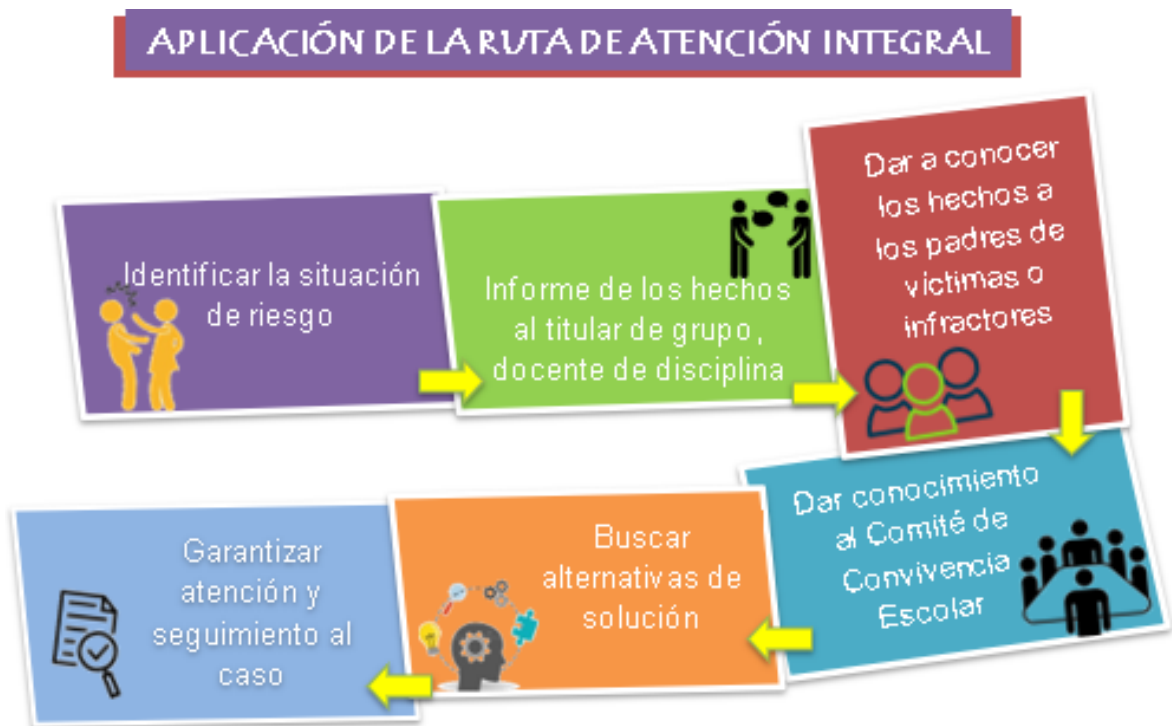 APLICACIÓN DE LA RUTA DE ATENCIÓN INTEGRAL
Identificar la situación
de riesgo
Informe de los hechos
al titular de grupo,
docente de disciplina
Dar a conocer
los hechos a
los padres de
víctimas o
infractores
Dar conocimiento
al Comité de
Convivencia
Escolar
Buscar
alternativas de
solución
Garantizar
atención y
seguimiento al
caso